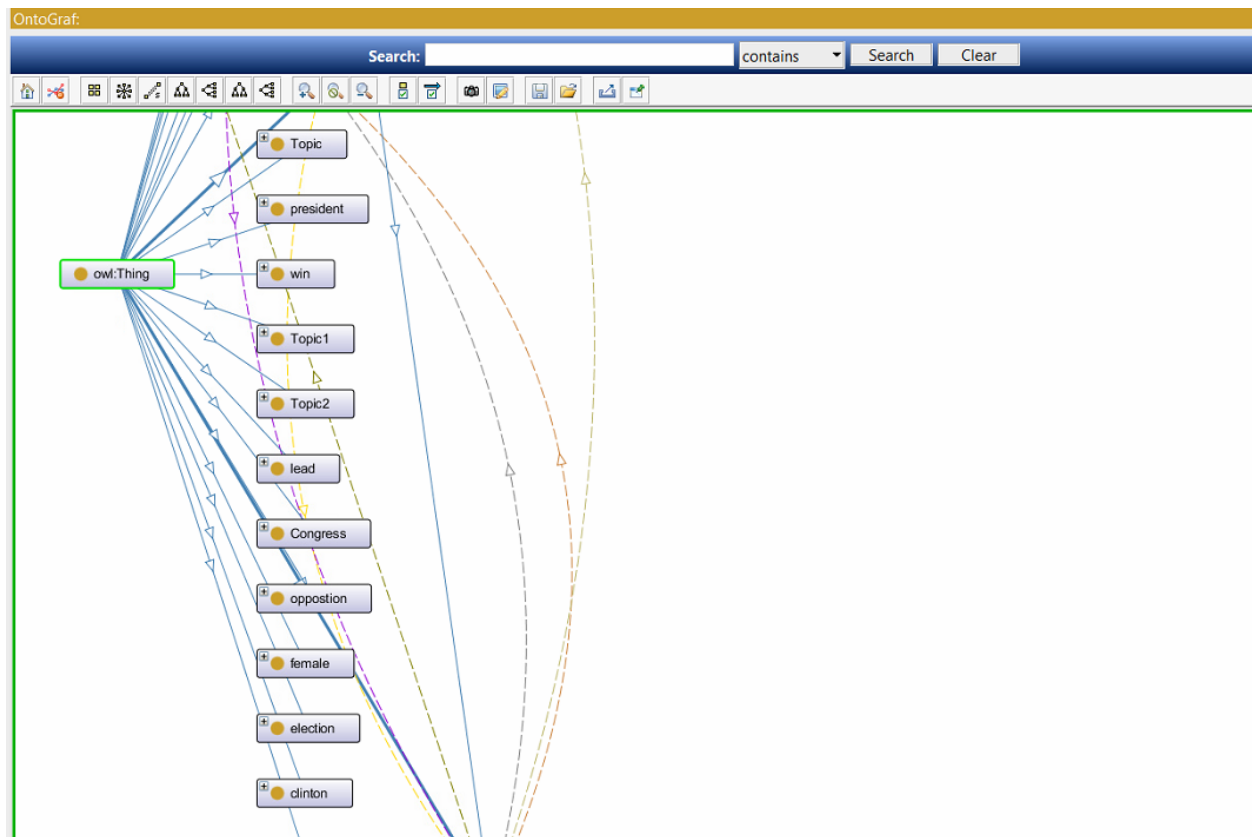 OntoGraf:
Search: contains Search Clear
Topic
president
owl:Thing
win
Topic1
Topic2
lead
Congress
oppostion
female
election
clinton